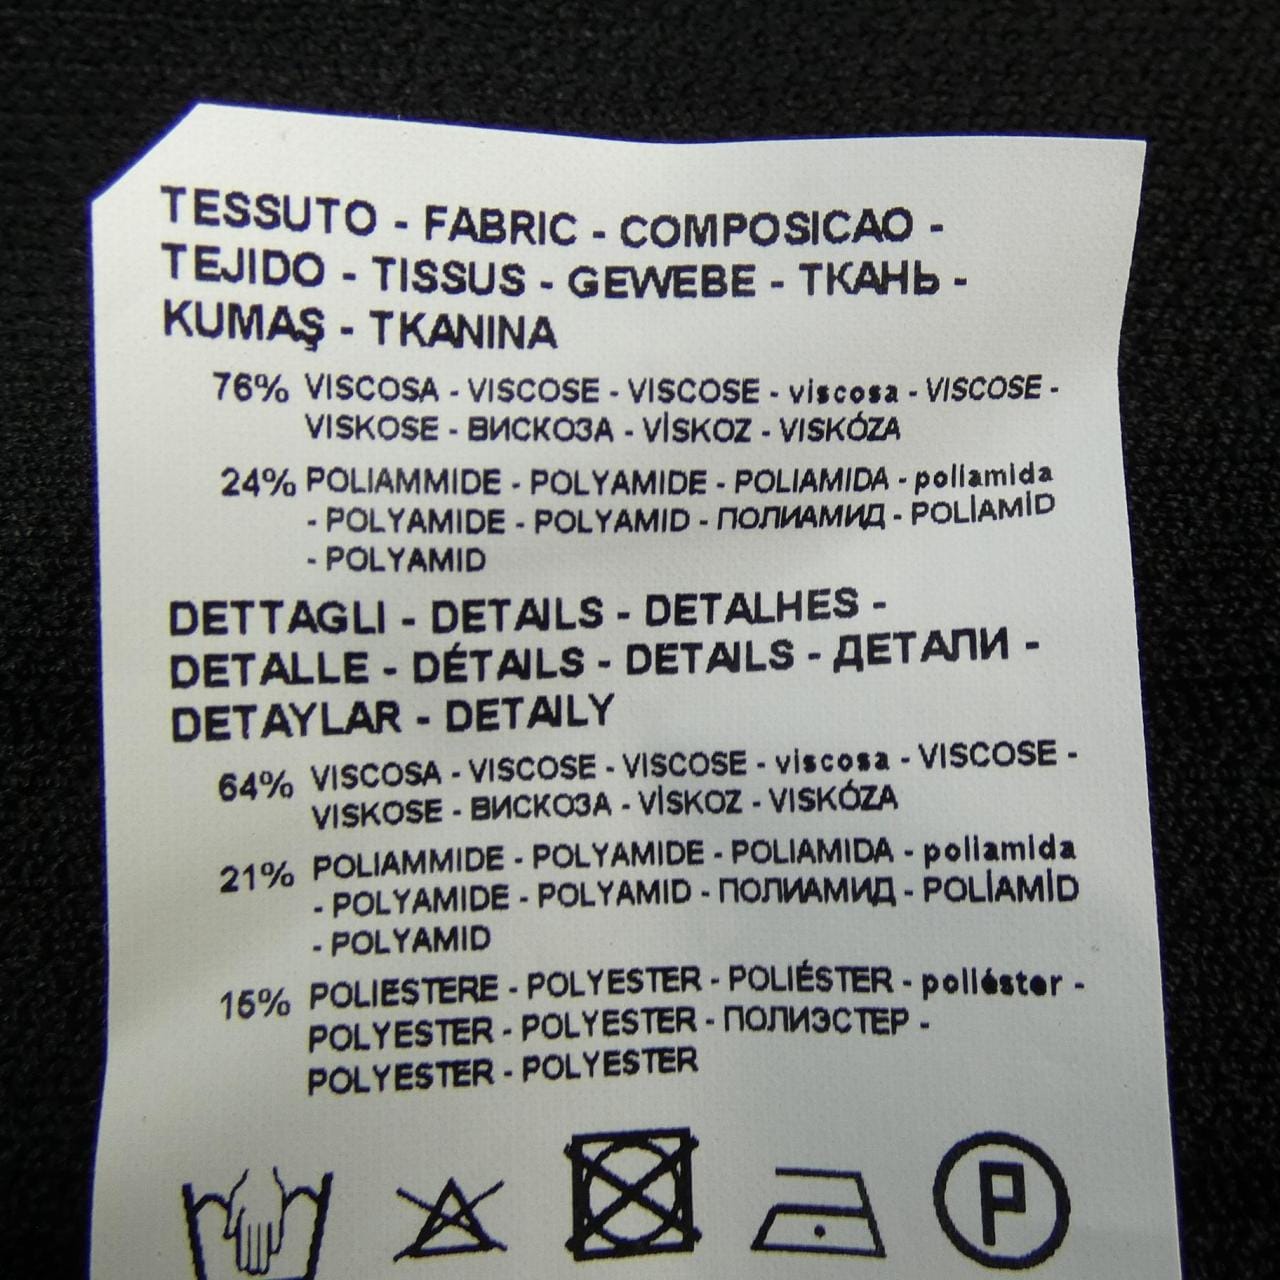 TESSUTO - FABRIC - COMPOSICAO -
TEJIDO - TISSUS - GEWEBE - ТКАНЬ -
KUMAŞ - TKANINA
76% VISCOSA - VISCOSE - VISCOSE - viscosa - VISCOSE -
VISKOSE - ВИСКОЗА - VİSKOZ - VISKÓZA
24% POLIAMMIDE - POLYAMIDE - POLIAMIDA - poliamida
- POLYAMIDE - POLYAMID - ПОЛИАМИД - POLİAMİD
- POLYAMID
DETTAGLI - DETAILS - DETALHES -
DETALLE - DÉTAILS - DETAILS - ДЕТАЛИ -
DETAYLAR - DETAILY
64% VISCOSA - VISCOSE - VISCOSE - viscosa - VISCOSE -
VISKOSE - ВИСКОЗА - VİSKOZ - VISKÓZA
21% POLIAMMIDE - POLYAMIDE - POLIAMIDA - poliamida
- POLYAMIDE - POLYAMID - ПОЛИАМИД - POLİAMİD
- POLYAMID
15% POLIESTERE - POLYESTER - POLIÉSTER - poliéster -
POLYESTER - POLYESTER - ПОЛИЭСТЕР -
POLYESTER - POLYESTER
P